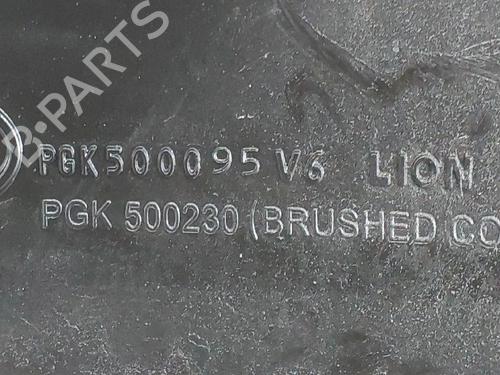 B-PARTS
PGK500095 V6 LION
PGK 500230 (BRUSHED CO